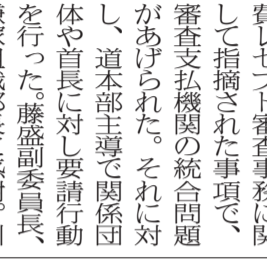 費レセプト審査事務に関
して指摘された事項で、
審査支払機関の統合問題
があげられた。それに対
し、道本部主導で関係団
体や首長に対し要請行動
を行った。藤盛副委員長、